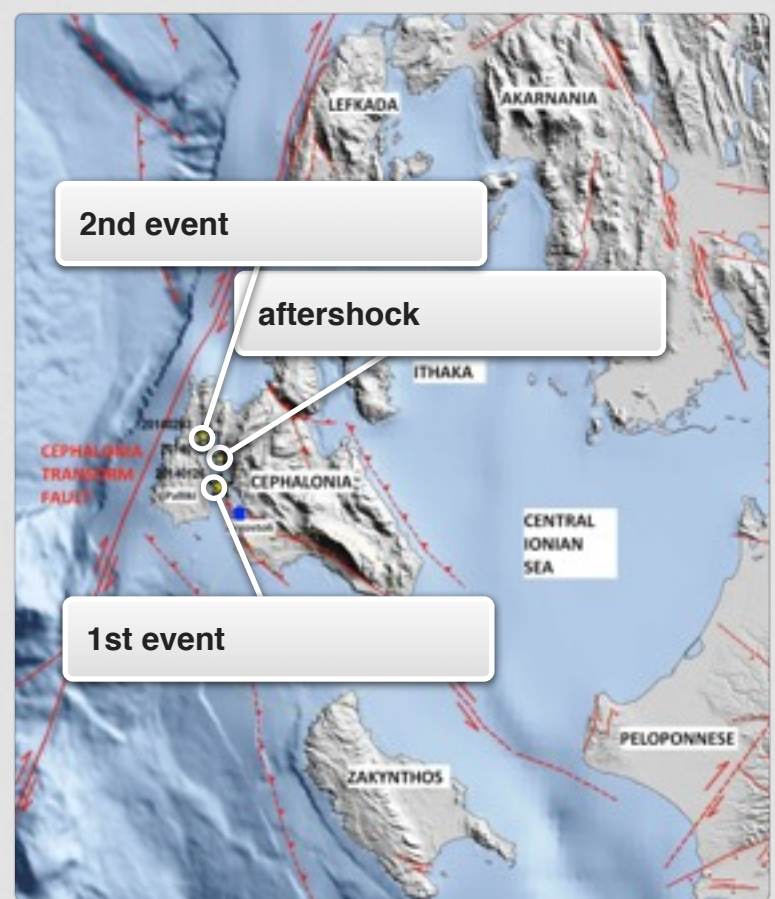 LEFKADA
AKARNANIA
2nd event
aftershock
ITHAKA
CEPHALONIA
TRANSFORM
FAULT
CEPHALONIA
CENTRAL
IONIAN
SEA
1st event
PELOPONNESE
ZAKYNTHOS